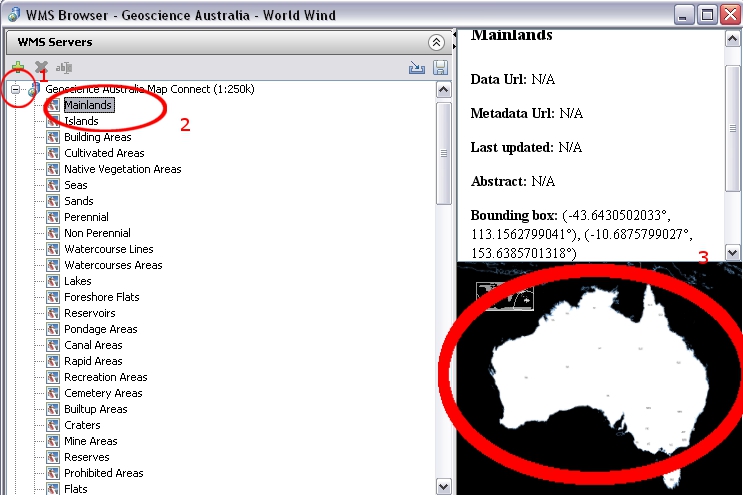 WMS Browser - Geoscience Australia - World Wind
WMS Servers
1
Geoscience Australia Map Connect (1:250k)
Mainlands
2
Islands
Building Areas
Cultivated Areas
Native Vegetation Areas
Seas
Sands
Perennial
Non Perennial
Watercourse Lines
Watercourses Areas
Lakes
Foreshore Flats
Reservoirs
Pondage Areas
Canal Areas
Rapid Areas
Recreation Areas
Cemetery Areas
Builtup Areas
Craters
Mine Areas
Reserves
Prohibited Areas
Flats
Mainlands
Data Url: N/A
Metadata Url: N/A
Last updated: N/A
Abstract: N/A
Bounding box: (-43.6430502033°,
113.1562799041°), (-10.6875799027°,
153.6385701318°)
3